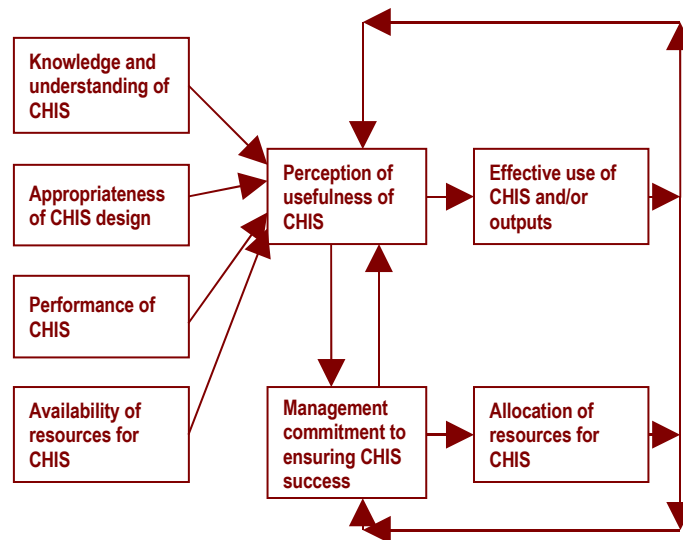 Knowledge and
understanding of
CHIS
Appropriateness
of CHIS design
Performance of
CHIS
Availability of
resources for
CHIS
Perception of
usefulness of
CHIS
Effective use of
CHIS and/or
outputs
Management
commitment to
ensuring CHIS
success
Allocation of
resources for
CHIS